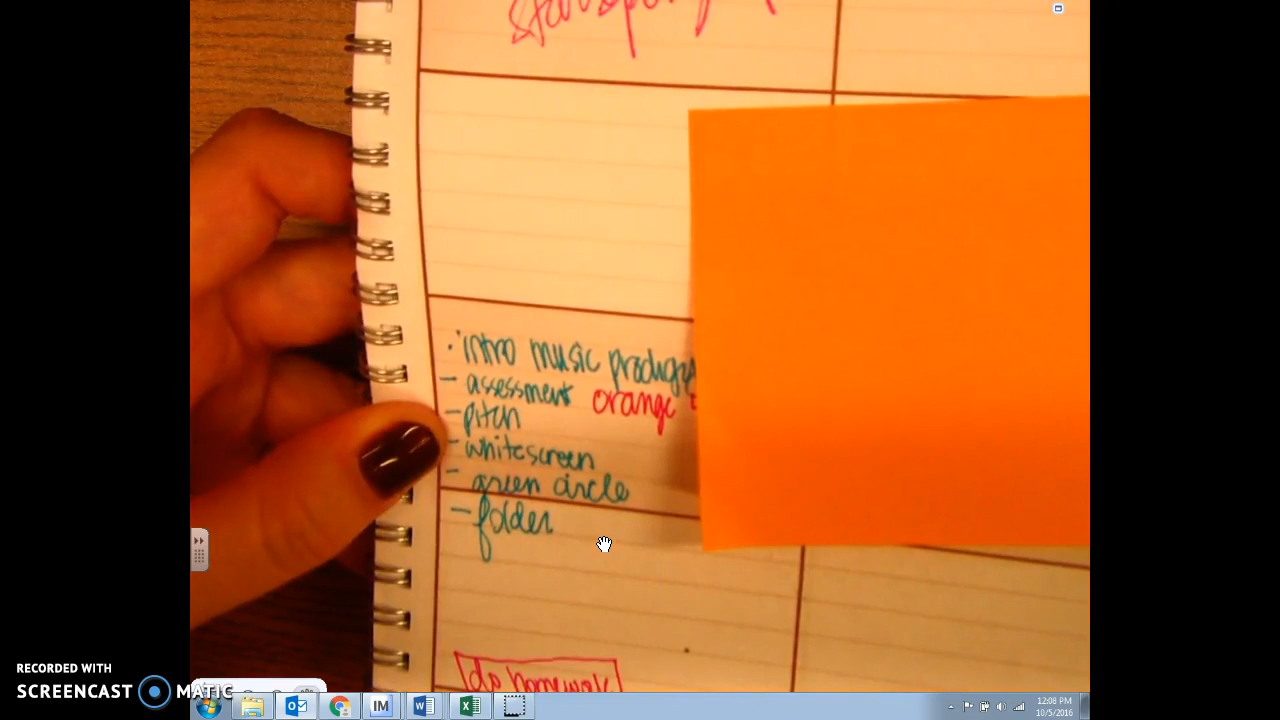 · intro music prodigy
- assessment orange
- pitch
- whitescreen
- green circle
- folder
do homework
RECORDED WITH
SCREENCAST MATIC
IM
12:08 PM
10/5/2016